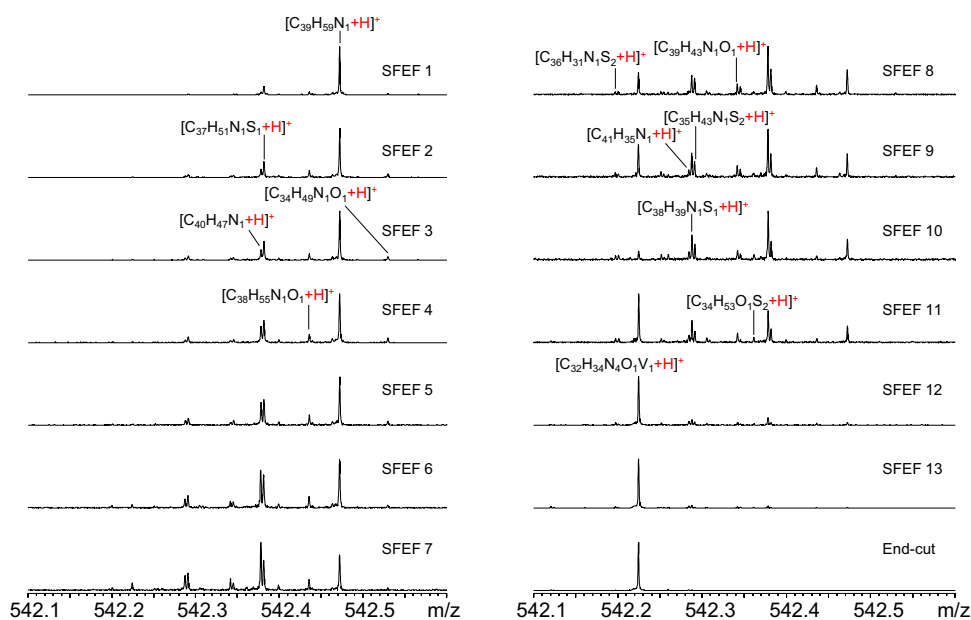 [C₃₉H₅₉N₁+H]⁺
SFEF 1
[C₃₇H₅₁N₁S₁+H]⁺
SFEF 2
[C₃₄H₄₉N₁O₁+H]⁺
[C₄₀H₄₇N₁+H]⁺
SFEF 3
[C₃₈H₅₅N₁O₁+H]⁺
SFEF 4
SFEF 5
SFEF 6
SFEF 7
542.1 542.2 542.3 542.4 542.5 m/z
[C₃₉H₄₃N₁O₁+H]⁺
[C₃₆H₃₁N₁S₂+H]⁺
SFEF 8
[C₃₅H₄₃N₁S₂+H]⁺
[C₄₁H₃₅N₁+H]⁺
SFEF 9
[C₃₈H₃₉N₁S₁+H]⁺
SFEF 10
[C₃₄H₅₃O₁S₂+H]⁺
SFEF 11
[C₃₂H₃₄N₄O₁V₁+H]⁺
SFEF 12
SFEF 13
End-cut
542.1 542.2 542.3 542.4 542.5 m/z